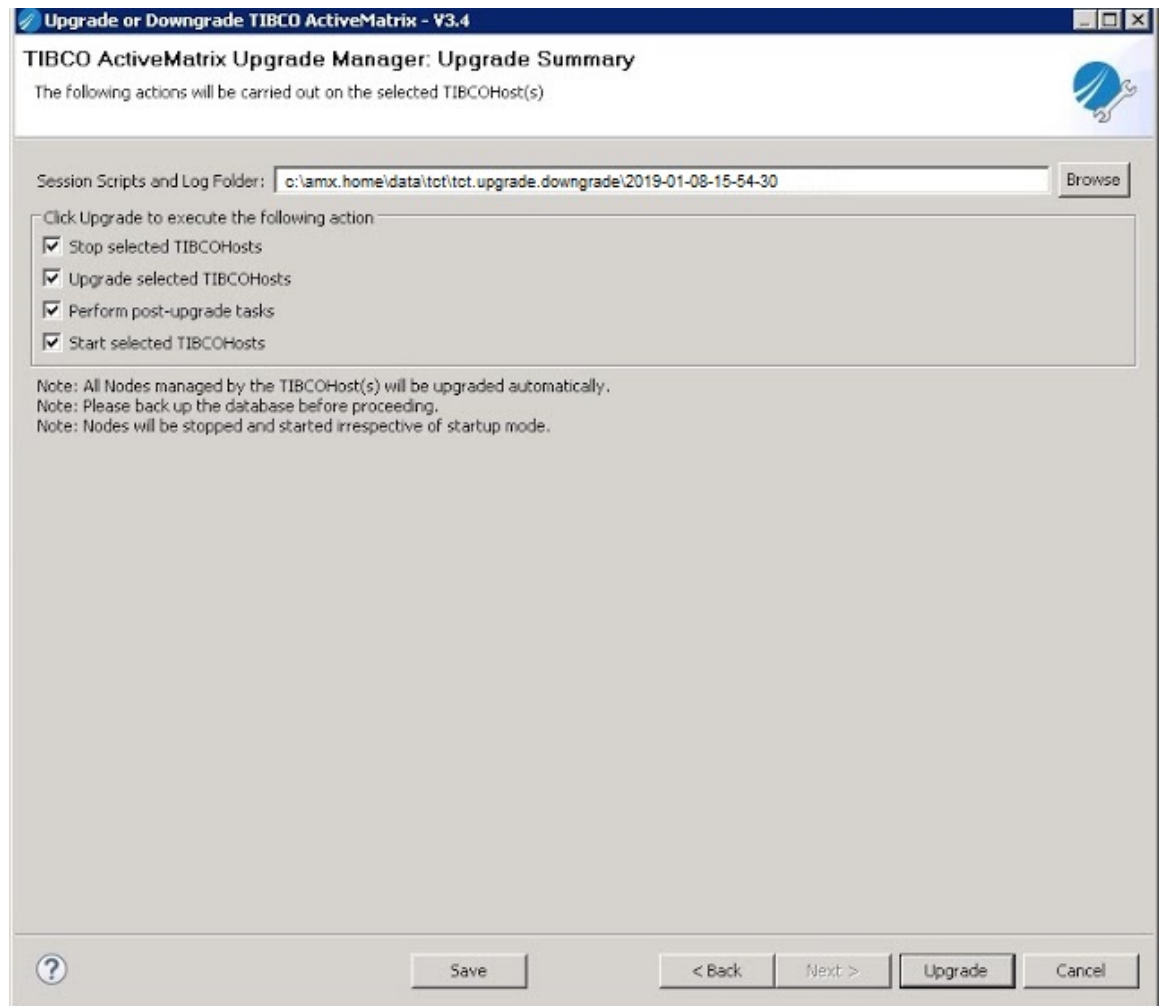 Upgrade or Downgrade TIBCO ActiveMatrix - V3.4
TIBCO ActiveMatrix Upgrade Manager: Upgrade Summary
The following actions will be carried out on the selected TIBCOHost(s)
Session Scripts and Log Folder: c:\amx.home\data\tct\tct.upgrade.downgrade\2019-01-08-15-54-30 Browse
Click Upgrade to execute the following action
Stop selected TIBCOHosts
Upgrade selected TIBCOHosts
Perform post-upgrade tasks
Start selected TIBCOHosts
Note: All Nodes managed by the TIBCOHost(s) will be upgraded automatically.
Note: Please back up the database before proceeding.
Note: Nodes will be stopped and started irrespective of startup mode.
? Save < Back Next > Upgrade Cancel